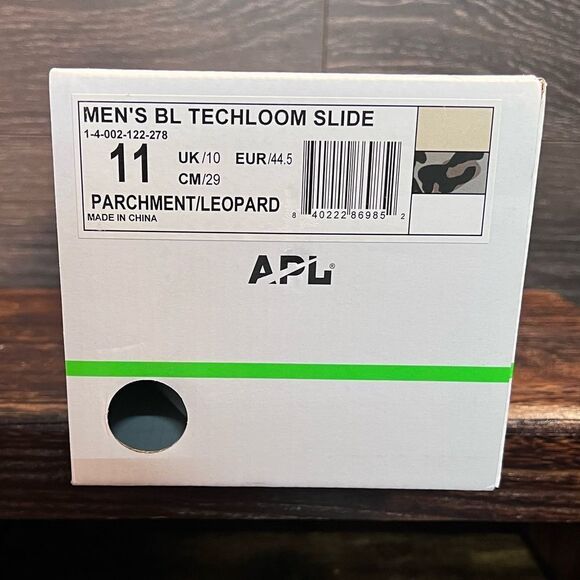 MEN'S BL TECHLOOM SLIDE
1-4-002-122-278
11 UK/10 EUR/44.5
CM/29
PARCHMENT/LEOPARD
MADE IN CHINA
8 40222 86985 2
APL®